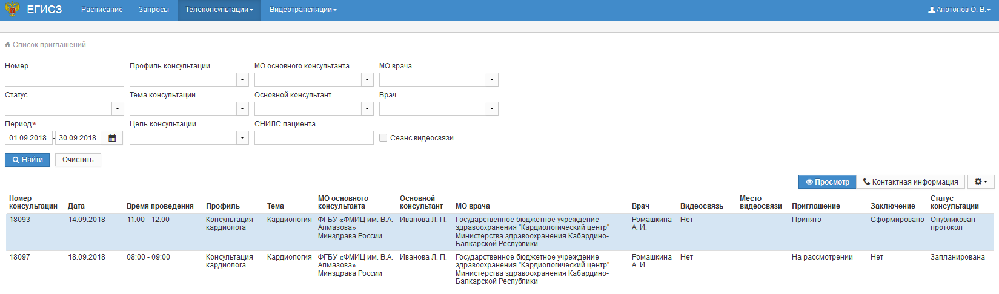 ЕГИСЗ Расписание Запросы Телеконсультации Видеотрансляции Анотонов О. В.
Список приглашений
Номер Профиль консультации МО основного консультанта МО врача
Статус Тема консультации Основной консультант Врач
Период* Цель консультации СНИЛС пациента
01.09.2018 - 30.09.2018 Сеанс видеосвязи
Найти Очистить
Просмотр Контактная информация
Номер МО основного Основной Место Статус
консультации Дата Время проведения Профиль Тема консультанта консультант МО врача Врач Видеосвязь видеосвязи Приглашение Заключение консультации
18093 14.09.2018 11:00 - 12:00 Консультация Кардиология ФГБУ «ФМИЦ им. В.А. Иванова Л. П. Государственное бюджетное учреждение Ромашкина Нет Принято Сформировано Опубликован
кардиолога Алмазова» здравоохранения "Кардиологический центр" А. И. протокол
Минздрава России Министерства здравоохранения Кабардино-
Балкарской Республики
18097 18.09.2018 08:00 - 09:00 Консультация Кардиология ФГБУ «ФМИЦ им. В.А. Иванова Л. П. Государственное бюджетное учреждение Ромашкина Нет На рассмотрении Нет Запланирована
кардиолога Алмазова» здравоохранения "Кардиологический центр" А. И.
Минздрава России Министерства здравоохранения Кабардино-
Балкарской Республики